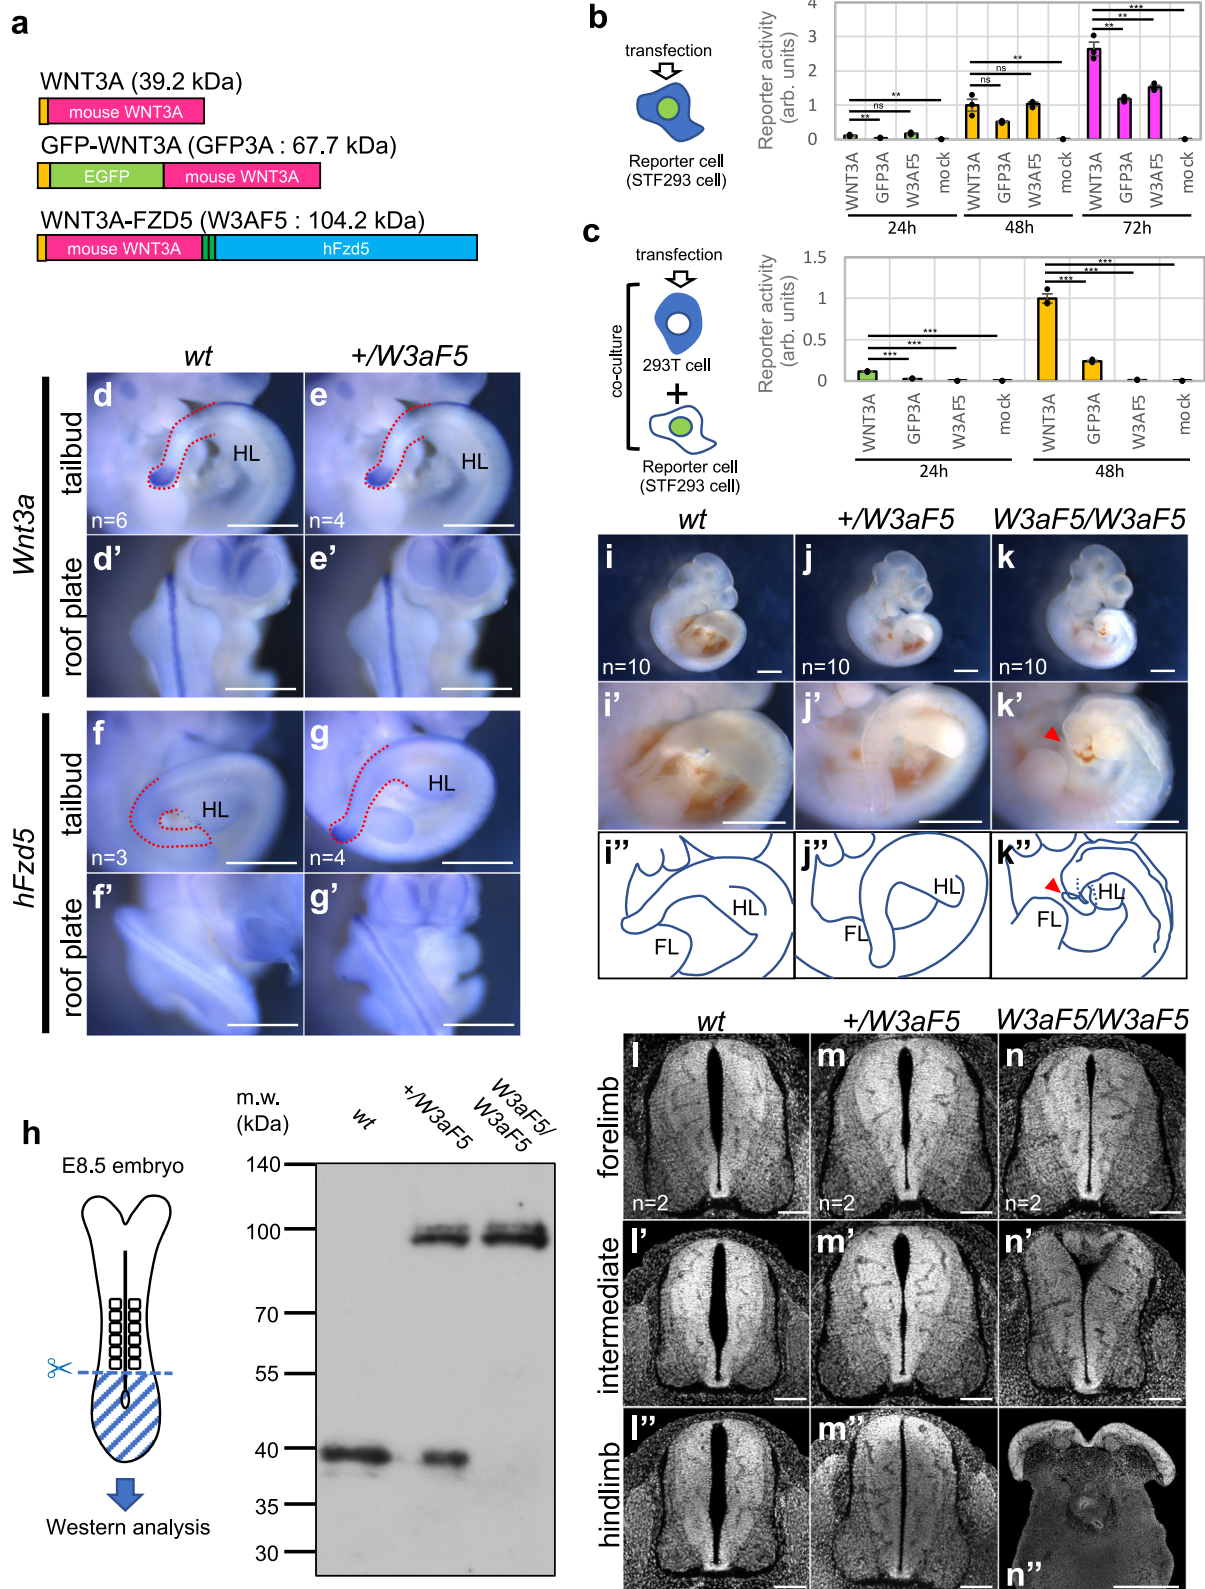 a
WNT3A (39.2 kDa)
mouse WNT3A
GFP-WNT3A (GFP3A : 67.7 kDa)
EGFP
mouse WNT3A
WNT3A-FZD5 (W3AF5 : 104.2 kDa)
mouse WNT3A
hFzd5
b
transfection
Reporter cell
(STF293 cell)
Reporter activity
(arb. units)
4
3
2
1
0
** ns **
ns ns **
** ** ***
WNT3A GFP3A W3AF5 mock
WNT3A GFP3A W3AF5 mock
WNT3A GFP3A W3AF5 mock
24h 48h 72h
c
transfection
co-culture
293T cell
+
Reporter cell
(STF293 cell)
Reporter activity
(arb. units)
1.5
1
0.5
0
*** *** ***
*** *** ***
WNT3A GFP3A W3AF5 mock
WNT3A GFP3A W3AF5 mock
24h 48h
wt +/W3aF5
Wnt3a
tailbud
roof plate
d
HL
n=6
e
HL
n=4
d'
e'
hFzd5
tailbud
roof plate
f
HL
n=3
g
HL
n=4
f'
g'
h
E8.5 embryo
Western analysis
m.w.
(kDa)
wt
+/W3aF5
W3aF5/
W3aF5
140
100
70
55
40
35
30
wt +/W3aF5 W3aF5/W3aF5
i
n=10
j
n=10
k
n=10
i'
j'
k'
i''
FL
HL
j''
FL
HL
k''
FL
HL
wt +/W3aF5 W3aF5/W3aF5
forelimb
intermediate
hindlimb
l
n=2
m
n=2
n
n=2
l'
m'
n'
l''
m''
n''